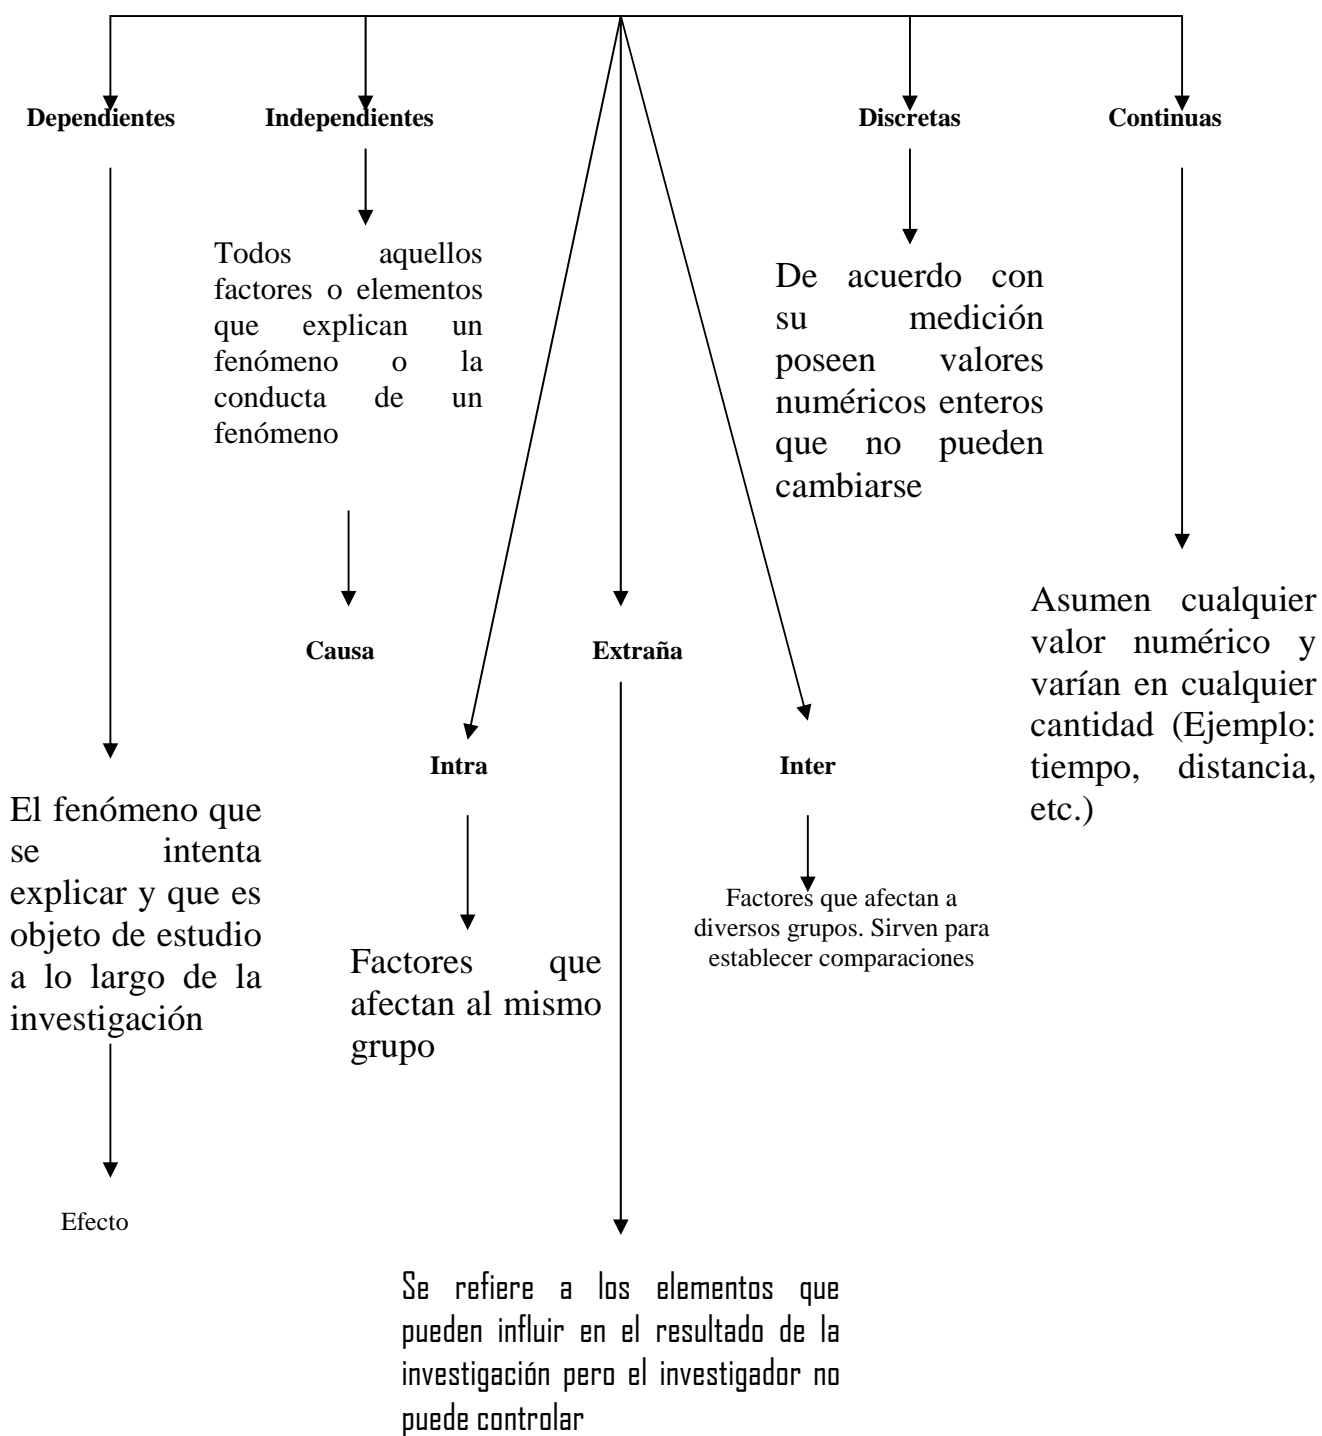 Dependientes
Independientes
Discretas
Continuas
Todos aquellos
factores o elementos
que explican un
fenómeno o la
conducta de un
fenómeno
De acuerdo con
su medición
poseen valores
numéricos enteros
que no pueden
cambiarse
Causa
Extraña
Asumen cualquier
valor numérico y
varían en cualquier
cantidad (Ejemplo:
tiempo, distancia,
etc.)
Intra
Inter
El fenómeno que
se intenta
explicar y que es
objeto de estudio
a lo largo de la
investigación
Factores que afectan a
diversos grupos. Sirven para
establecer comparaciones
Factores que
afectan al mismo
grupo
Efecto
Se refiere a los elementos que
pueden influir en el resultado de la
investigación pero el investigador no
puede controlar